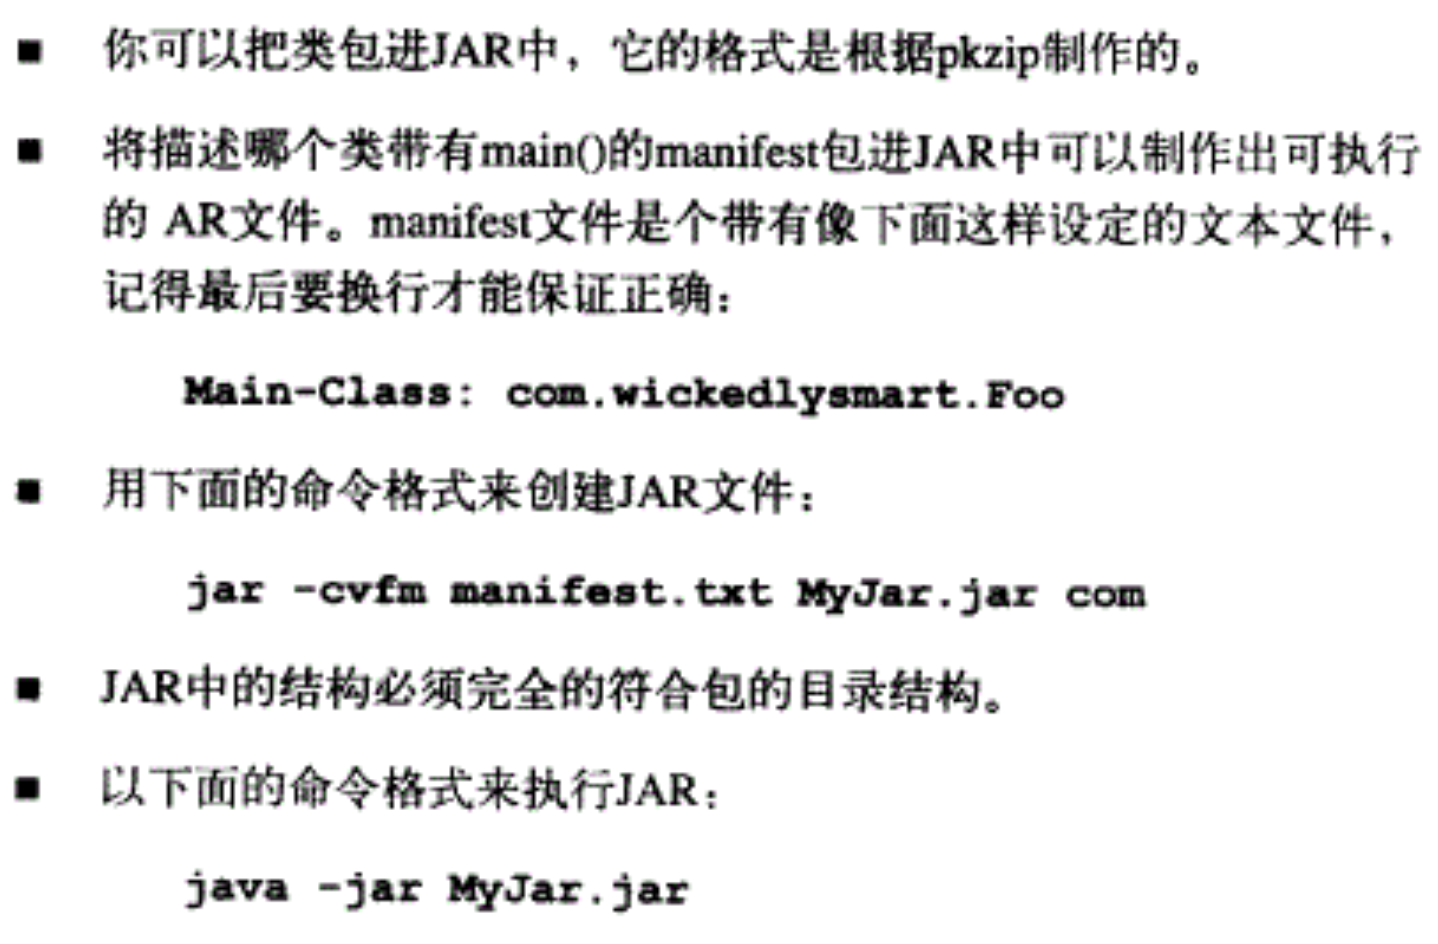 ■ 你可以把类包进JAR中，它的格式是根据pkzip制作的。
■ 将描述哪个类带有main()的manifest包进JAR中可以制作出可执行
的 AR文件。manifest文件是个带有像下面这样设定的文本文件，
记得最后要换行才能保证正确：
Main-Class: com.wickedlysmart.Foo
■ 用下面的命令格式来创建JAR文件：
jar -cvfm manifest.txt MyJar.jar com
■ JAR中的结构必须完全的符合包的目录结构。
■ 以下面的命令格式来执行JAR：
java -jar MyJar.jar